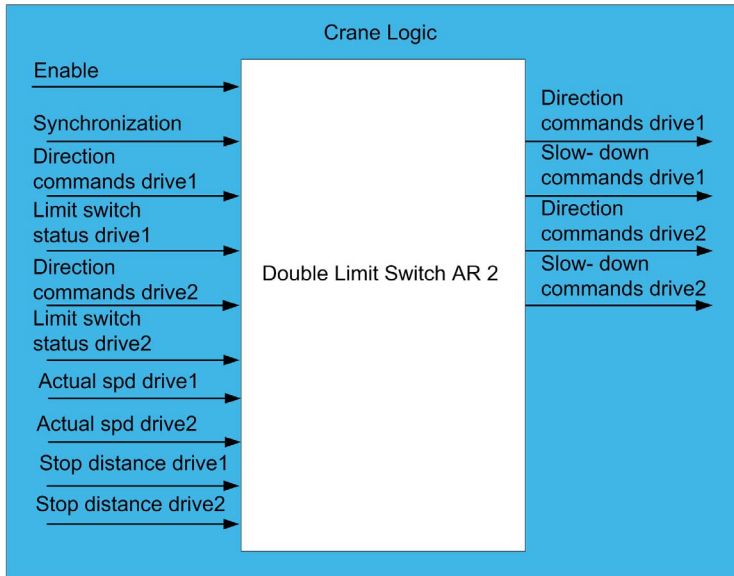 Crane Logic
Enable
Synchronization
Direction
commands drive1
Limit switch
status drive1
Direction
commands drive2
Limit switch
status drive2
Actual spd drive1
Actual spd drive2
Stop distance drive1
Stop distance drive2
Double Limit Switch AR 2
Direction
commands drive1
Slow- down
commands drive1
Direction
commands drive2
Slow- down
commands drive2